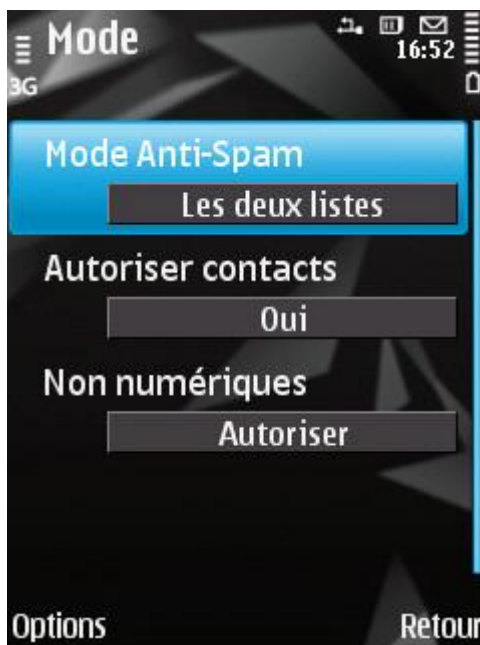 Mode
16:52
3G
Mode Anti-Spam
Les deux listes
Autoriser contacts
Oui
Non numériques
Autoriser
Options Retour